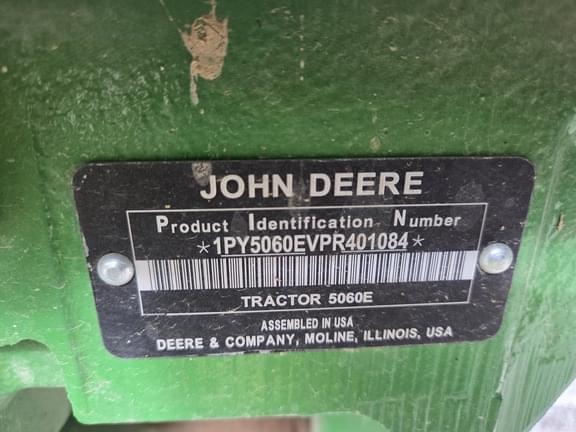 JOHN DEERE
Product Identification Number
*1PY5060EVPR401084*
TRACTOR 5060E
ASSEMBLED IN USA
DEERE & COMPANY, MOLINE, ILLINOIS, USA